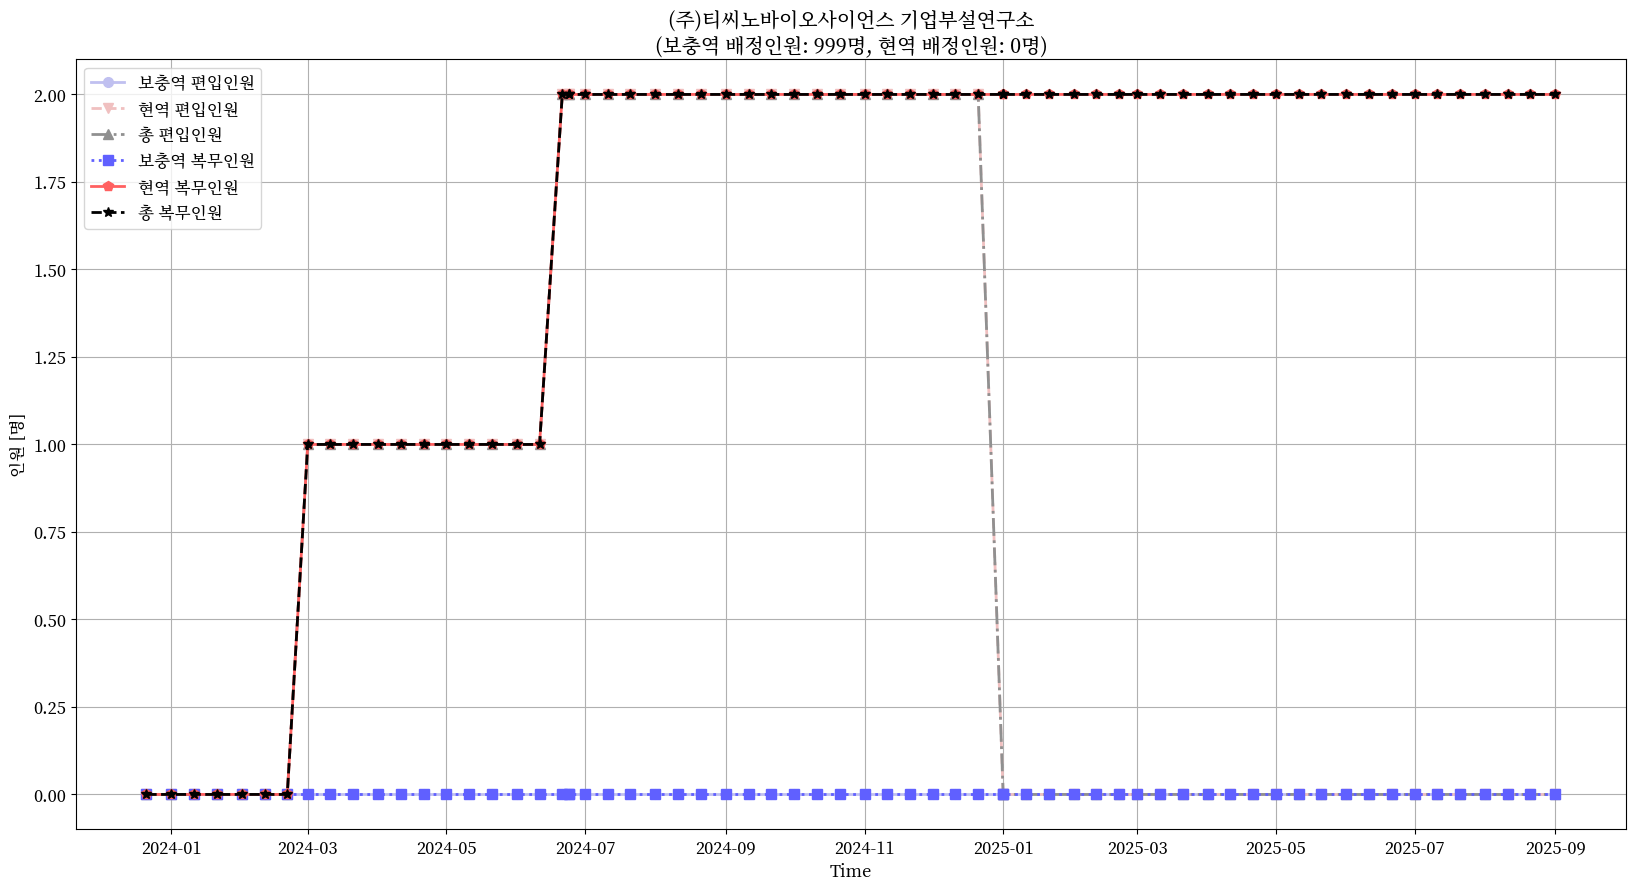 (주)티씨노바이오사이언스 기업부설연구소
(보충역 배정인원: 999명, 현역 배정인원: 0명)
보충역 편입인원
현역 편입인원
총 편입인원
보충역 복무인원
현역 복무인원
총 복무인원
2.00
1.75
1.50
1.25
1.00
0.75
0.50
0.25
0.00
인원 [명]
2024-01
2024-03
2024-05
2024-07
2024-09
2024-11
2025-01
2025-03
2025-05
2025-07
2025-09
Time